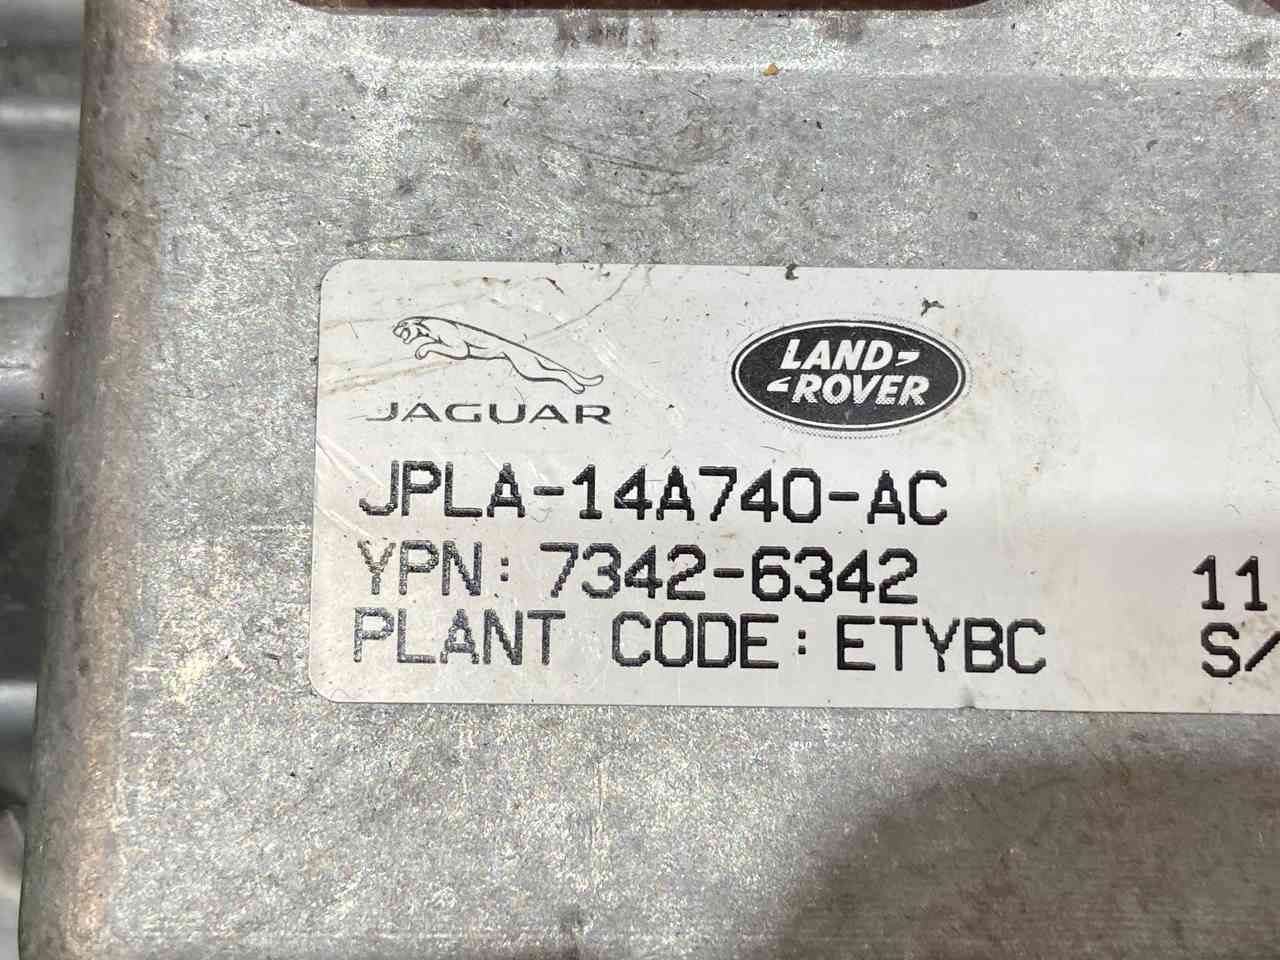 JAGUAR
LAND-
-ROVER
JPLA-14A740-AC
YPN: 7342-6342 11
PLANT CODE: ETYBC S/